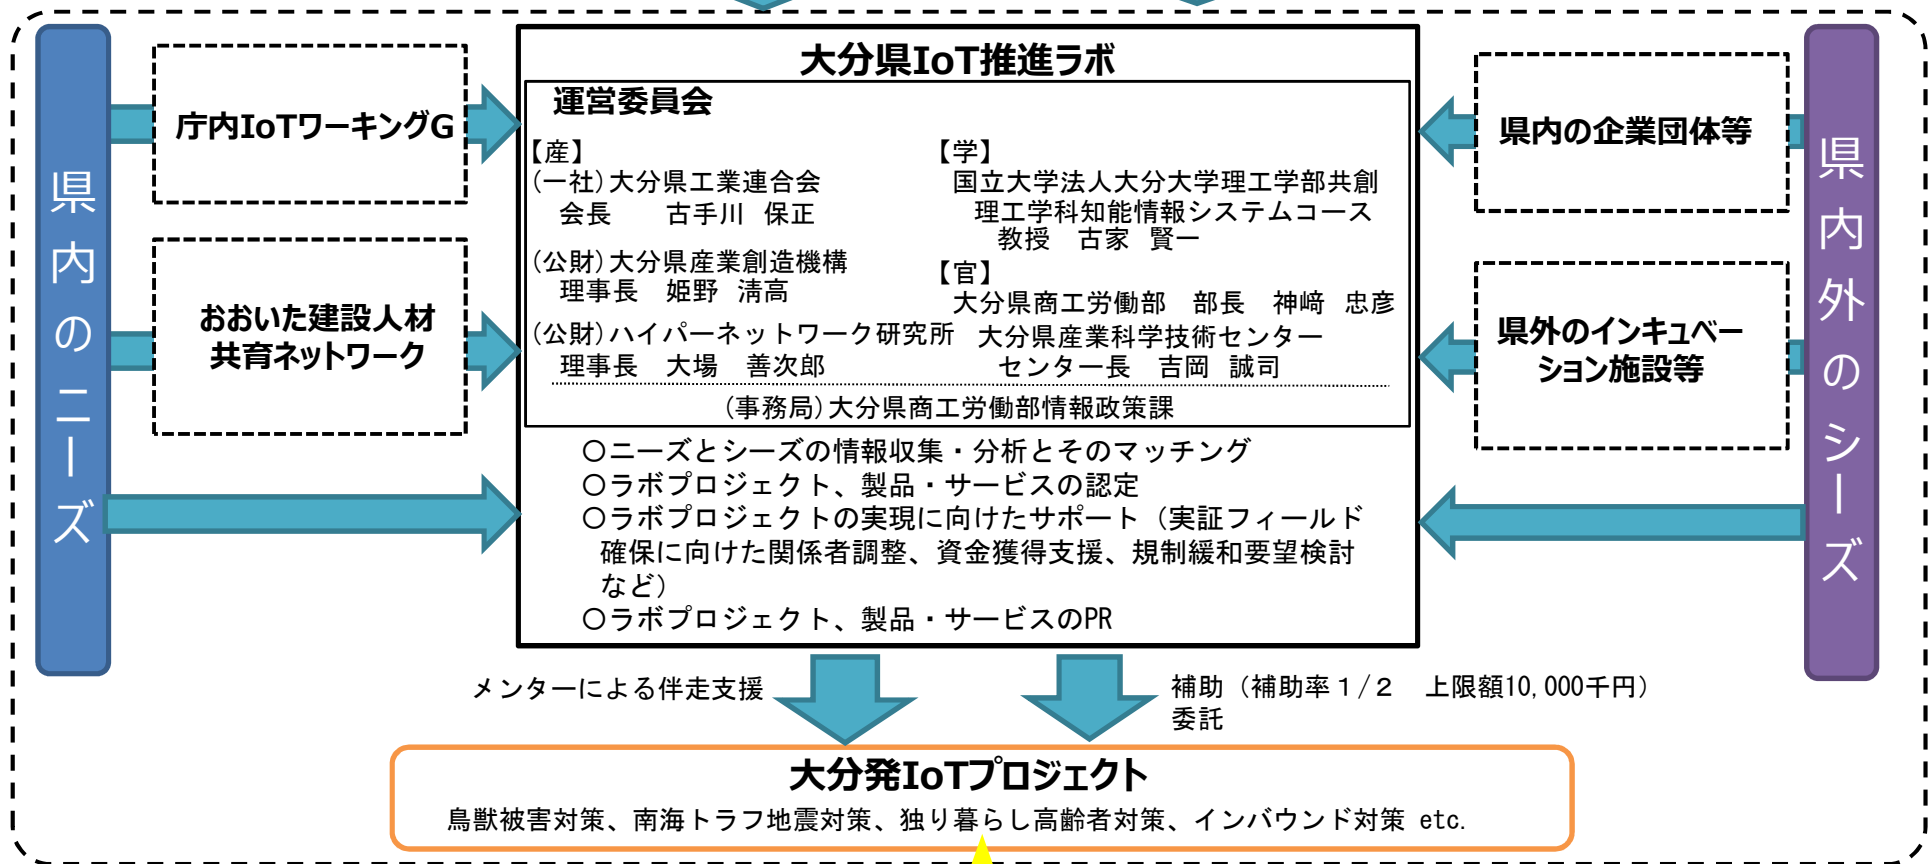 大分県IoT推進ラボ
運営委員会
【産】
(一社)大分県工業連合会
会長　古手川 保正
(公財)大分県産業創造機構
理事長　姫野 淸高
(公財)ハイパーネットワーク研究所
理事長　大場　善次郎
【学】
国立大学法人大分大学理工学部共創
理工学科知能情報システムコース
教授　古家 賢一
【官】
大分県商工労働部　部長　神﨑 忠彦
大分県産業科学技術センター
センター長　吉岡 誠司
(事務局)大分県商工労働部情報政策課
〇ニーズとシーズの情報収集・分析とそのマッチング
〇ラボプロジェクト、製品・サービスの認定
〇ラボプロジェクトの実現に向けたサポート（実証フィールド
確保に向けた関係者調整、資金獲得支援、規制緩和要望検討
など）
〇ラボプロジェクト、製品・サービスのPR
県内のニーズ
庁内IoTワーキングG
おおいた建設人材
共育ネットワーク
県内の企業団体等
県外のインキュベー
ション施設等
県内外のシーズ
メンターによる伴走支援
補助（補助率１/２　上限額10,000千円）
委託
大分発IoTプロジェクト
鳥獣被害対策、南海トラフ地震対策、独り暮らし高齢者対策、インバウンド対策 etc.